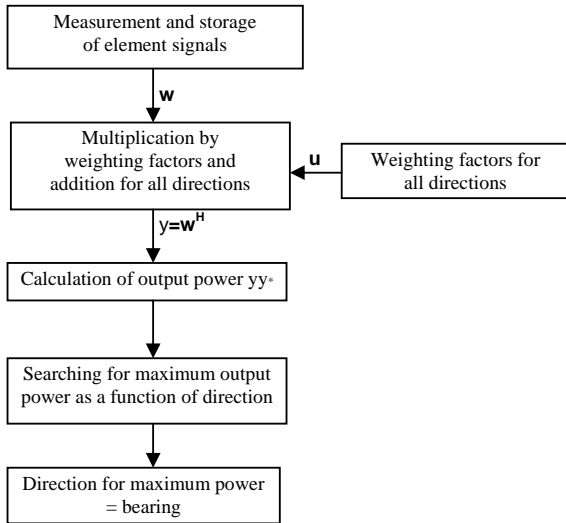 Measurement and storage
of element signals
w
Multiplication by
weighting factors and
addition for all directions
u
Weighting factors for
all directions
y=w^H
Calculation of output power yy*
Searching for maximum output
power as a function of direction
Direction for maximum power
= bearing